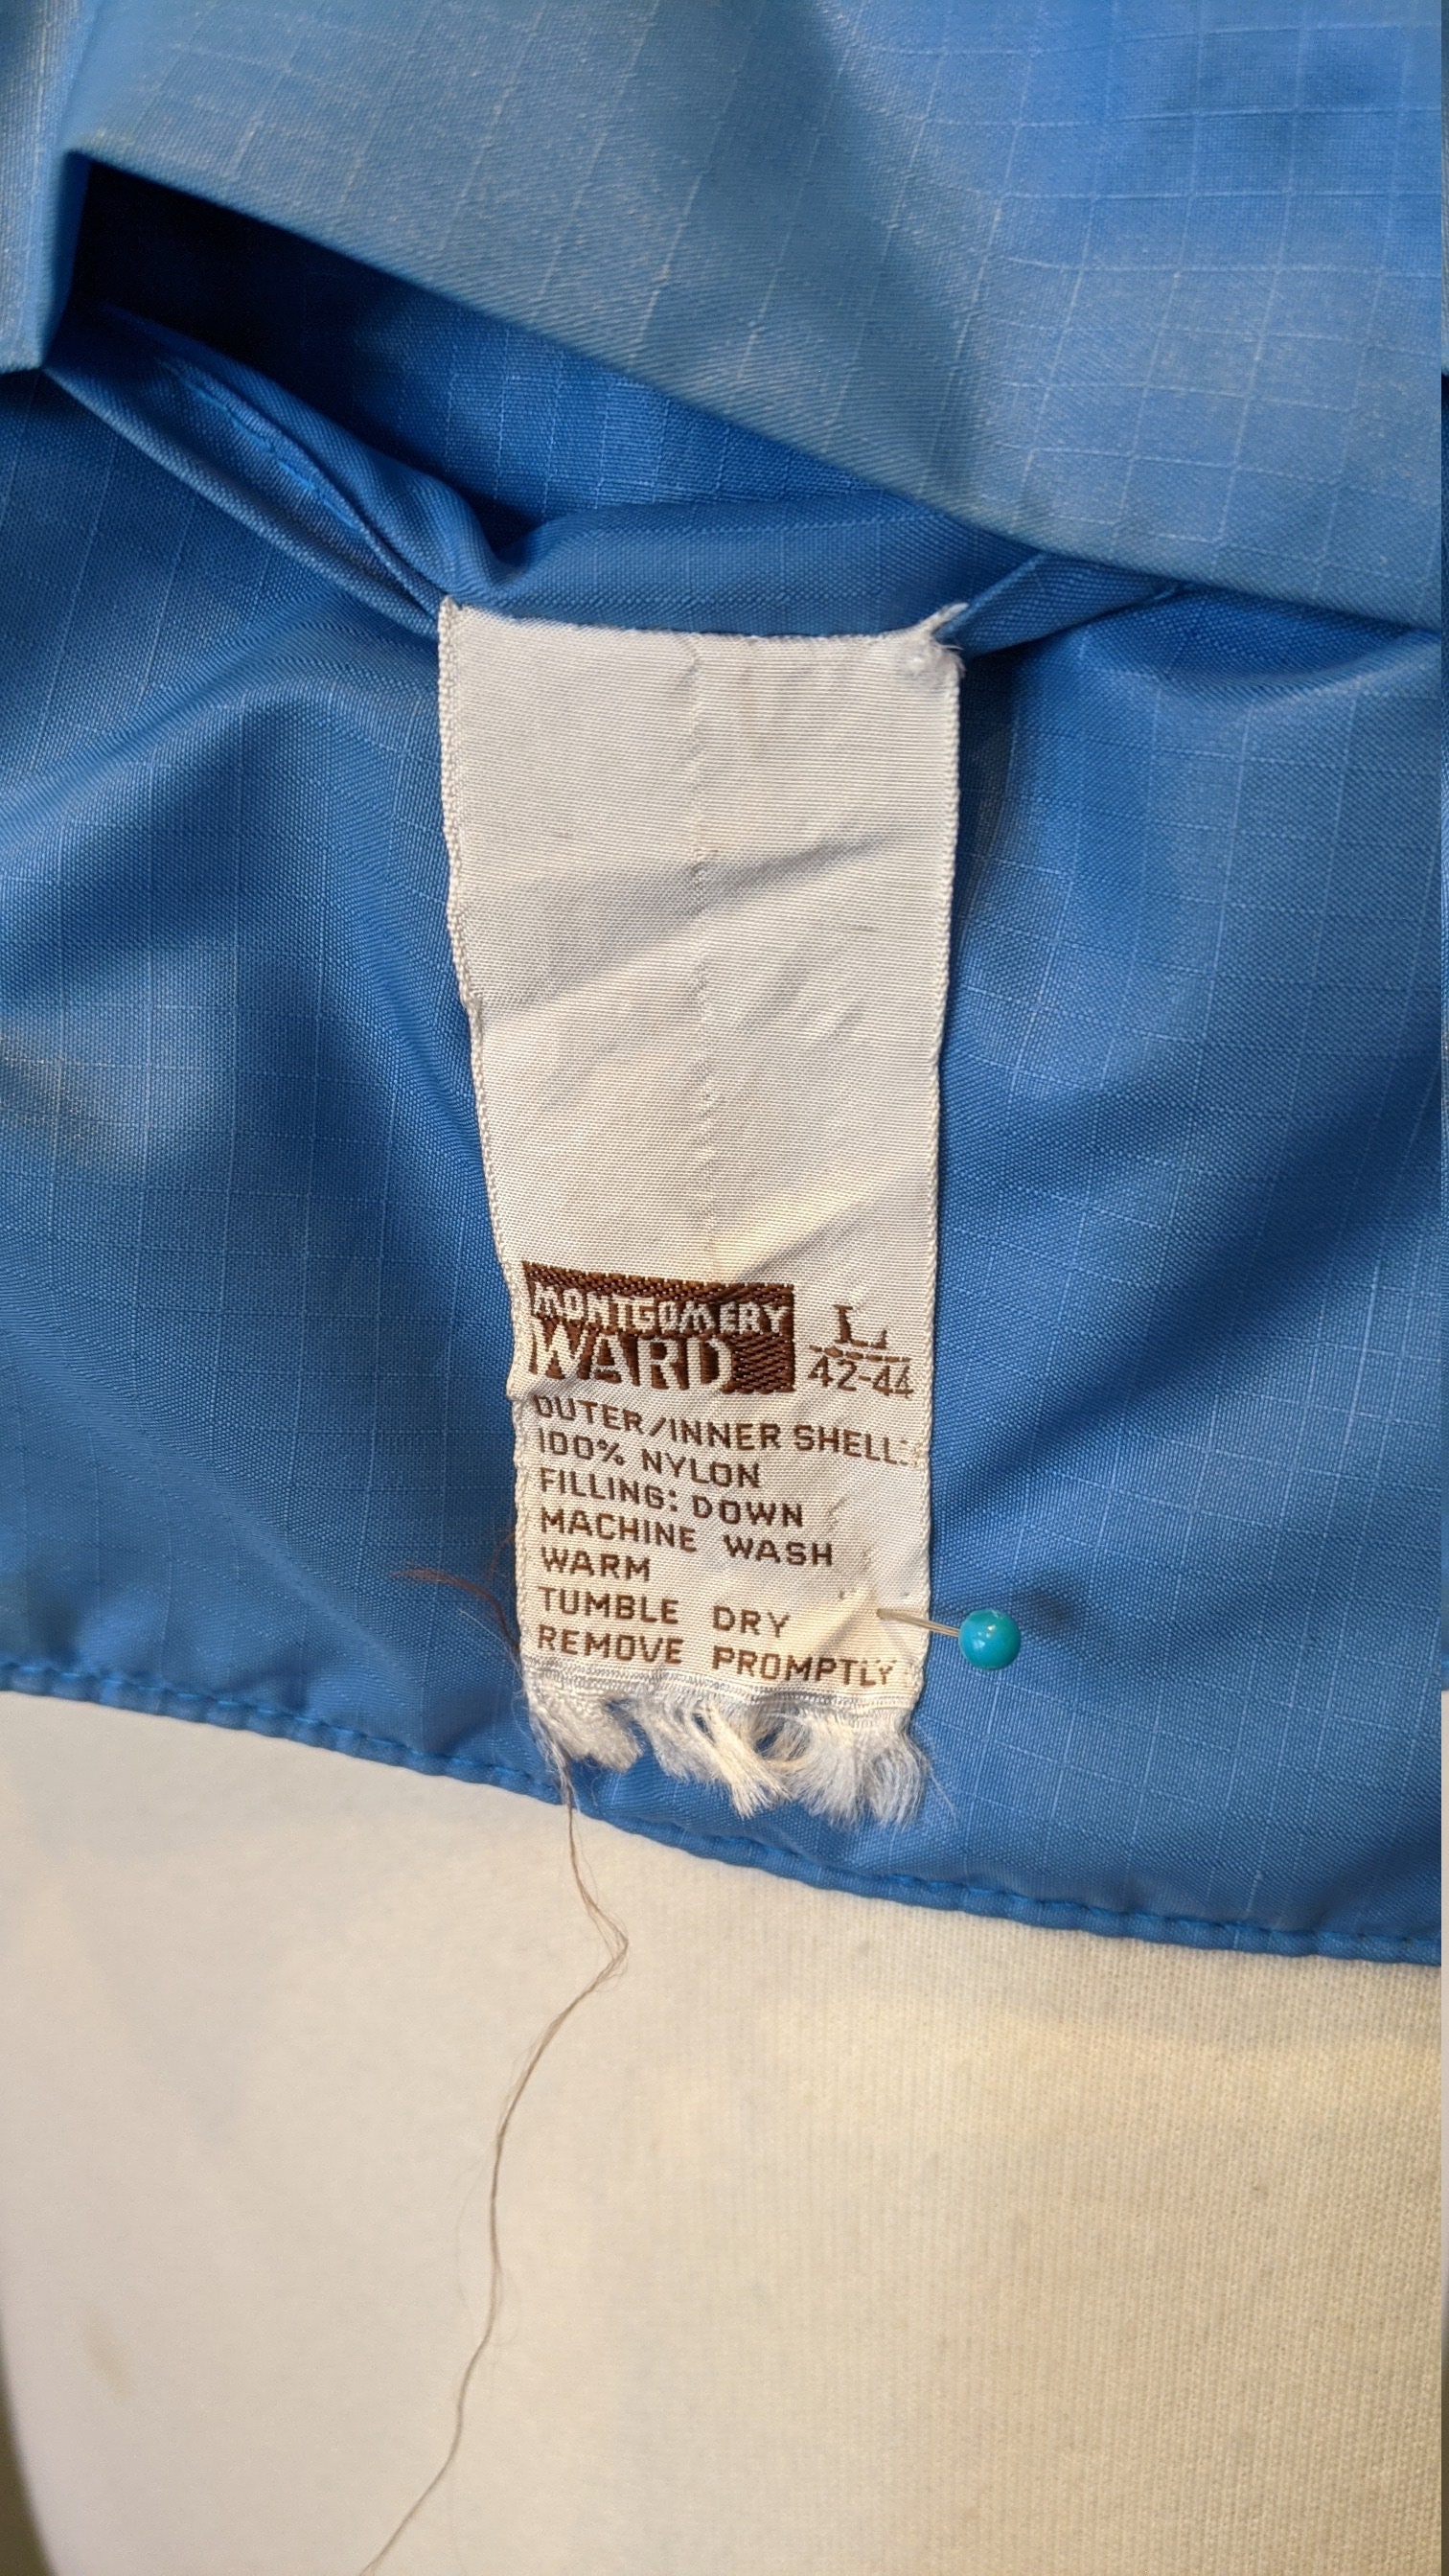 MONTGOMERY
WARD
L
42-44
OUTER/INNER SHELL:
100% NYLON
FILLING: DOWN
MACHINE WASH
WARM
TUMBLE DRY
REMOVE PROMPTLY